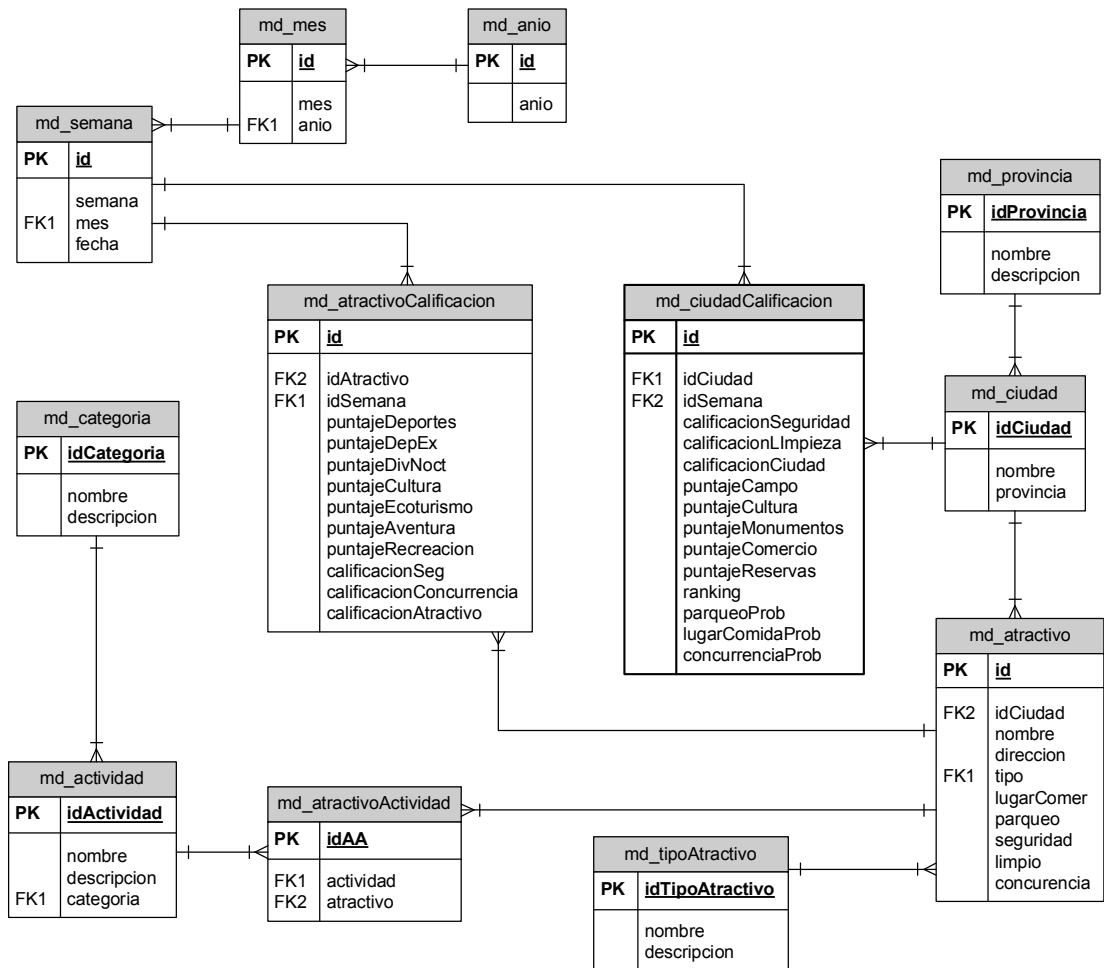 md_mes
PK id
mes
FK1 anio
md_anio
PK id
anio
md_semana
PK id
semana
FK1 mes
fecha
md_provincia
PK idProvincia
nombre
descripcion
md_atractivoCalificacion
PK id
FK2 idAtractivo
FK1 idSemana
puntajeDeportes
puntajeDepEx
puntajeDivNoct
puntajeCultura
puntajeEcoturismo
puntajeAventura
puntajeRecreacion
calificacionSeg
calificacionConcurrencia
calificacionAtractivo
md_ciudadCalificacion
PK id
FK1 idCiudad
FK2 idSemana
calificacionSeguridad
calificacionLImpieza
calificacionCiudad
puntajeCampo
puntajeCultura
puntajeMonumentos
puntajeComercio
puntajeReservas
ranking
parqueoProb
lugarComidaProb
concurrenciaProb
md_ciudad
PK idCiudad
nombre
provincia
md_categoria
PK idCategoria
nombre
descripcion
md_atractivo
PK id
FK2 idCiudad
nombre
direccion
FK1 tipo
lugarComer
parqueo
seguridad
limpio
concurencia
md_actividad
PK idActividad
nombre
descripcion
FK1 categoria
md_atractivoActividad
PK idAA
FK1 actividad
FK2 atractivo
md_tipoAtractivo
PK idTipoAtractivo
nombre
descripcion